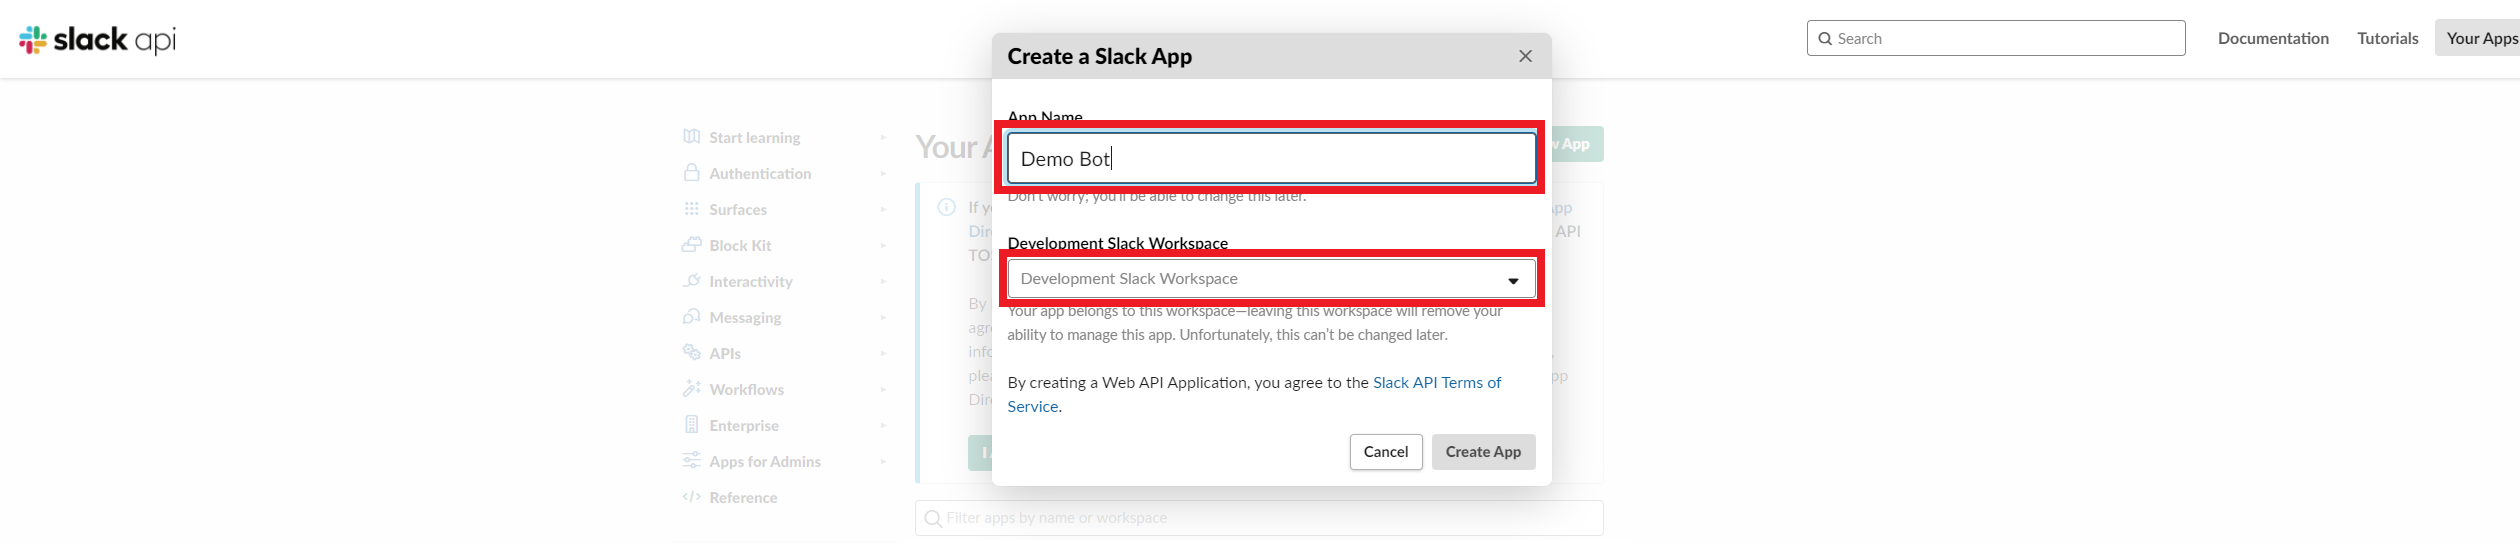 slack api
Search
Documentation
Tutorials
Your Apps
Create a Slack App
App Name
Demo Bot
Don't worry; you'll be able to change this later.
Development Slack Workspace
Development Slack Workspace
Your app belongs to this workspace—leaving this workspace will remove your
ability to manage this app. Unfortunately, this can't be changed later.
By creating a Web API Application, you agree to the Slack API Terms of
Service.
Cancel
Create App
Start learning
Authentication
Surfaces
Block Kit
Interactivity
Messaging
APIs
Workflows
Enterprise
Apps for Admins
Reference
Your
App
If
API
By
Filter apps by name or workspace